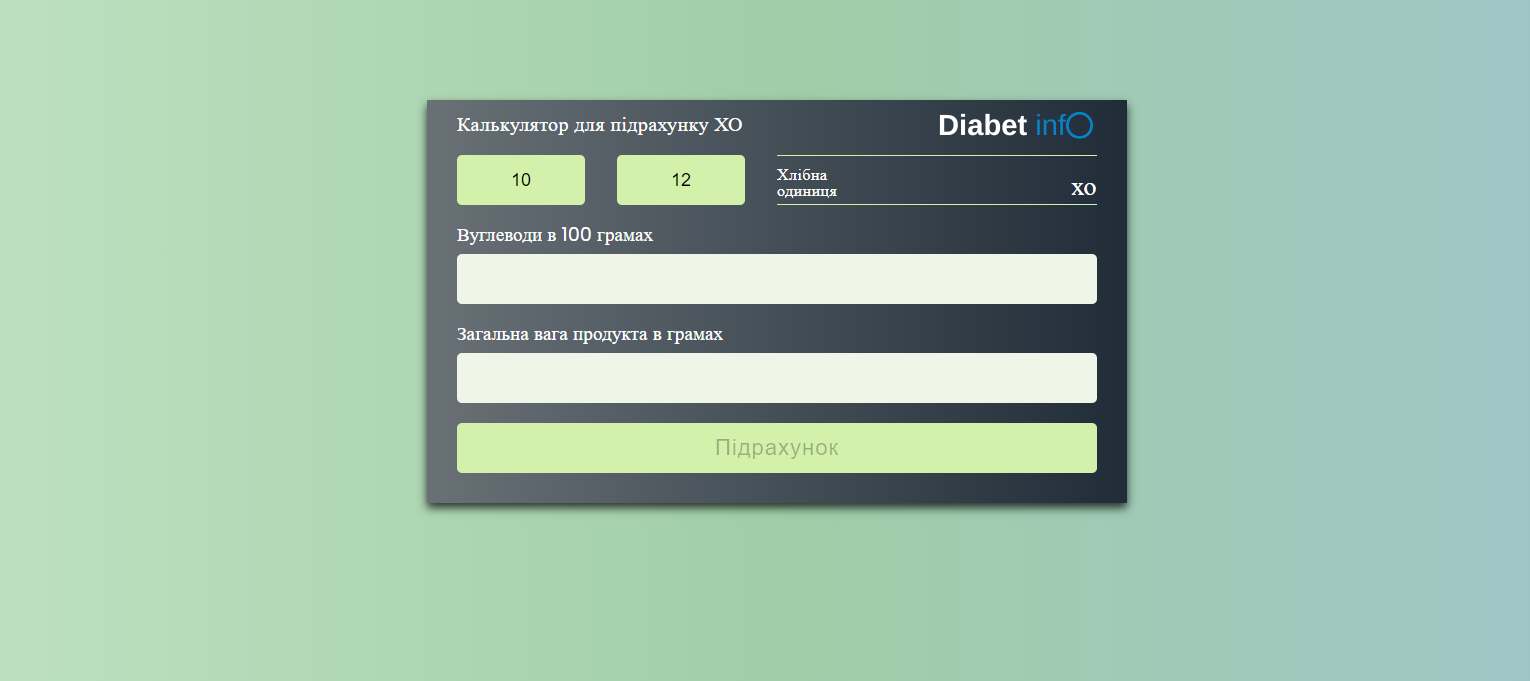 Калькулятор для підрахунку ХО
Diabet infO
10
12
Хлібна
одиниця
ХО
Вуглеводи в 100 грамах
Загальна вага продукта в грамах
Підрахунок